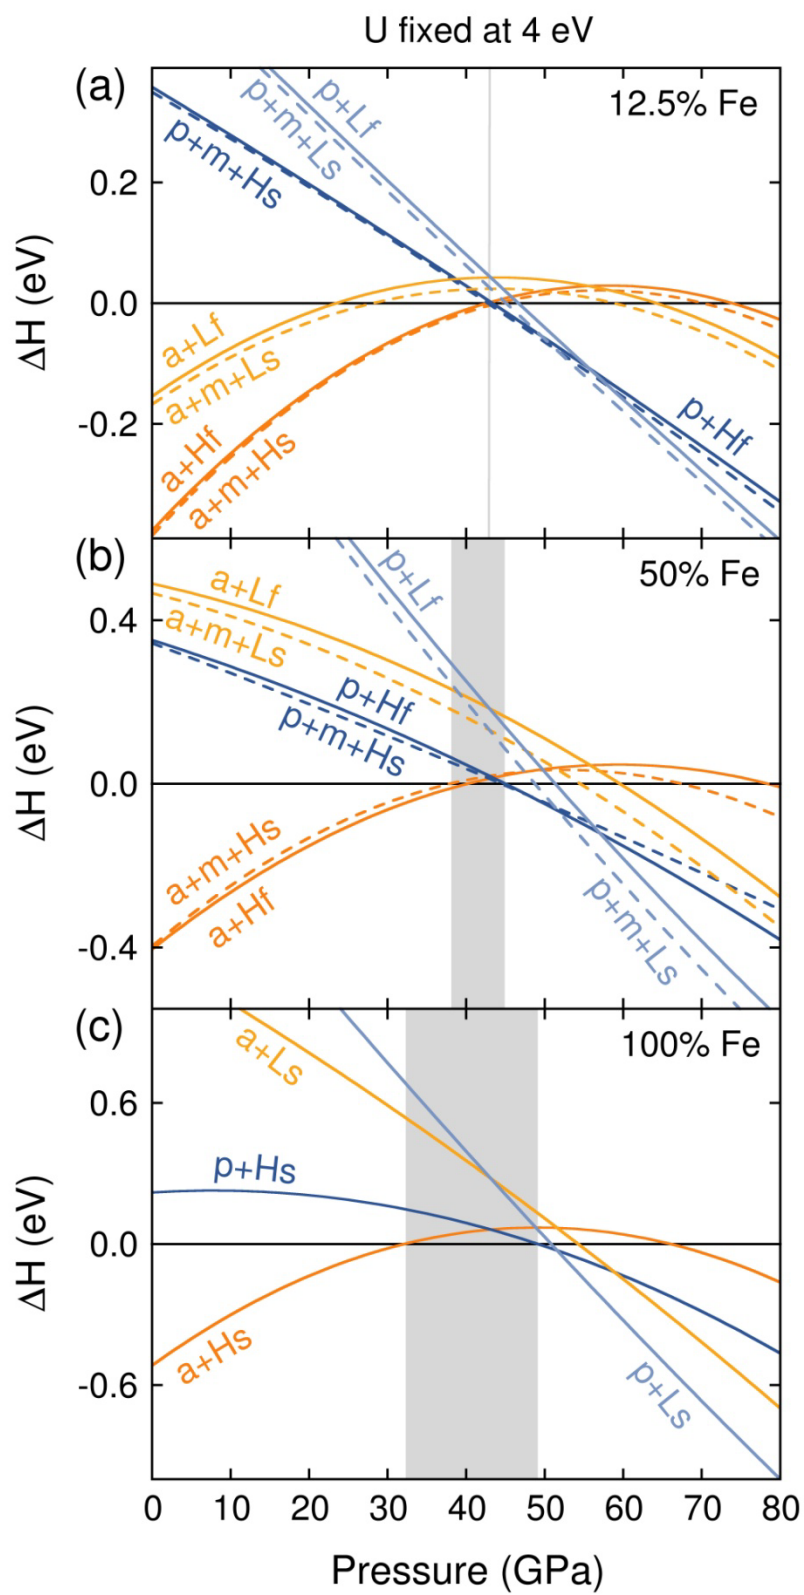 U fixed at 4 eV
(a)
12.5% Fe
p+Lf
p+m+Ls
p+m+Hs
0.2
0.0
-0.2
ΔH (eV)
a+Lf
a+m+Ls
a+Hf
a+m+Hs
p+Hf
(b)
50% Fe
p+Lf
a+Lf
a+m+Ls
p+Hf
p+m+Hs
0.4
0.0
-0.4
ΔH (eV)
a+m+Hs
a+Hf
p+m+Ls
(c)
100% Fe
a+Ls
0.6
0.0
-0.6
ΔH (eV)
p+Hs
a+Hs
p+Ls
0 10 20 30 40 50 60 70 80
Pressure (GPa)